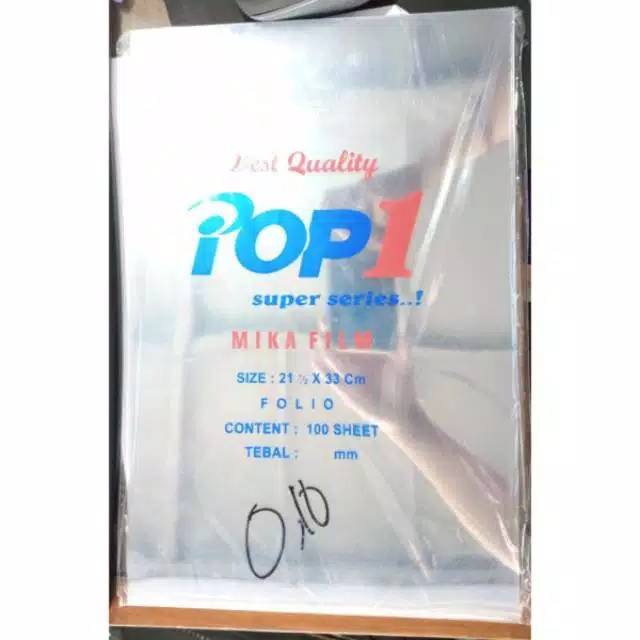 Best Quality
POP1
super series..!
MIKA FILM
SIZE : 21 ½ X 33 Cm
FOLIO
CONTENT : 100 SHEET
TEBAL : mm
0,10